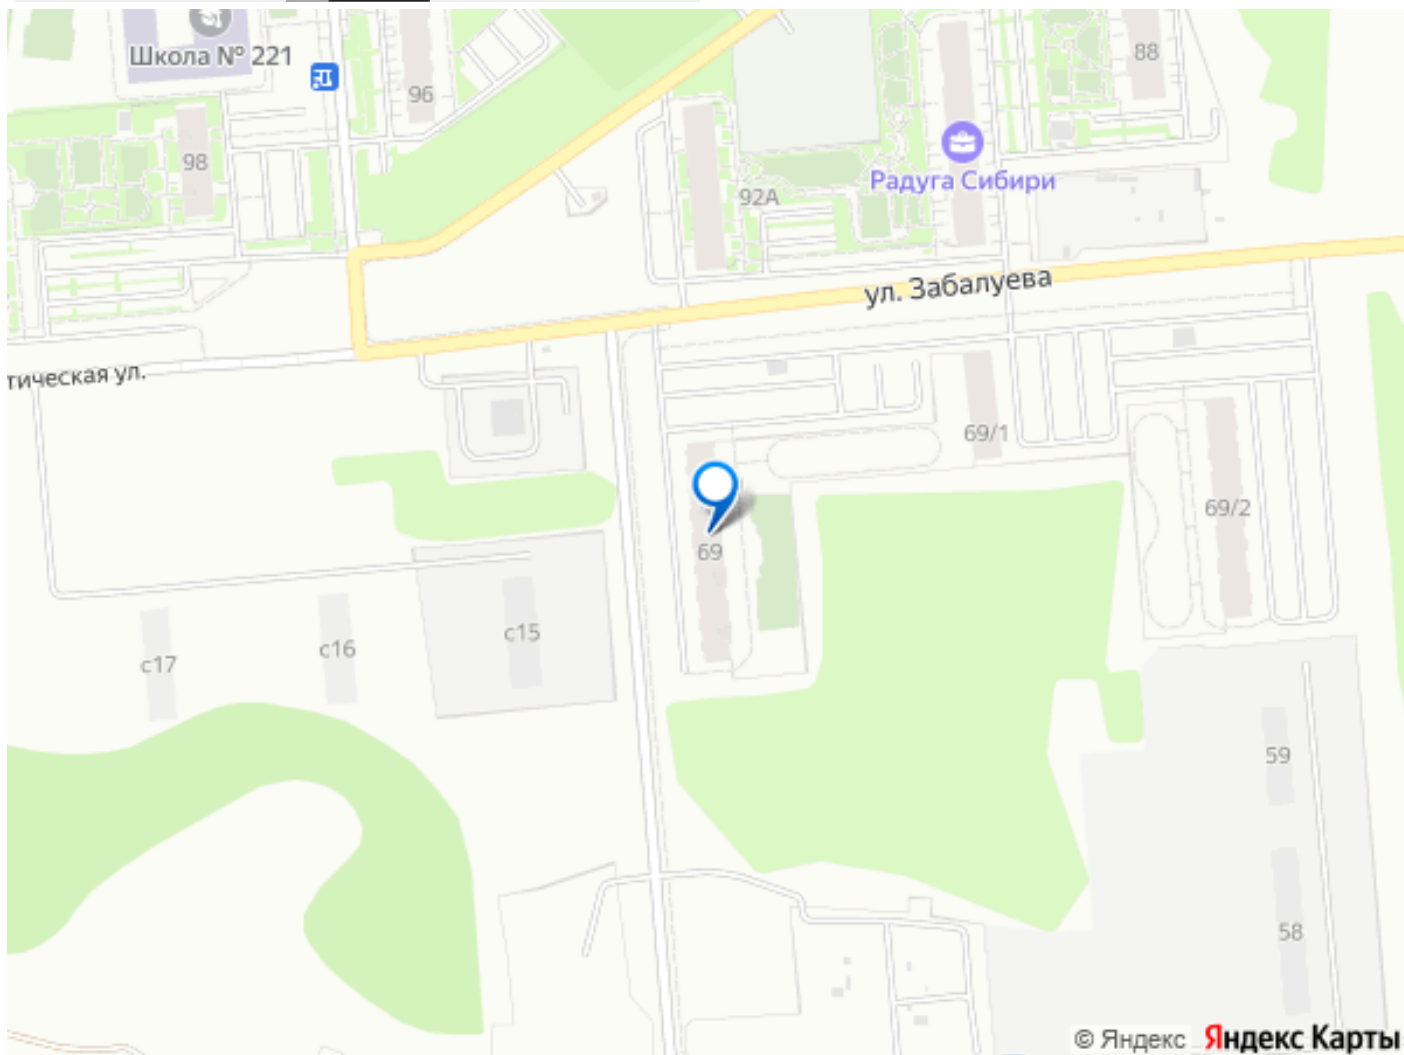 Школа № 221
96
88
98
Радуга Сибири
92А
ул. Забалуева
тическая ул.
69/1
69/2
69
с15
с16
с17
59
58
© Яндекс Яндекс Карты